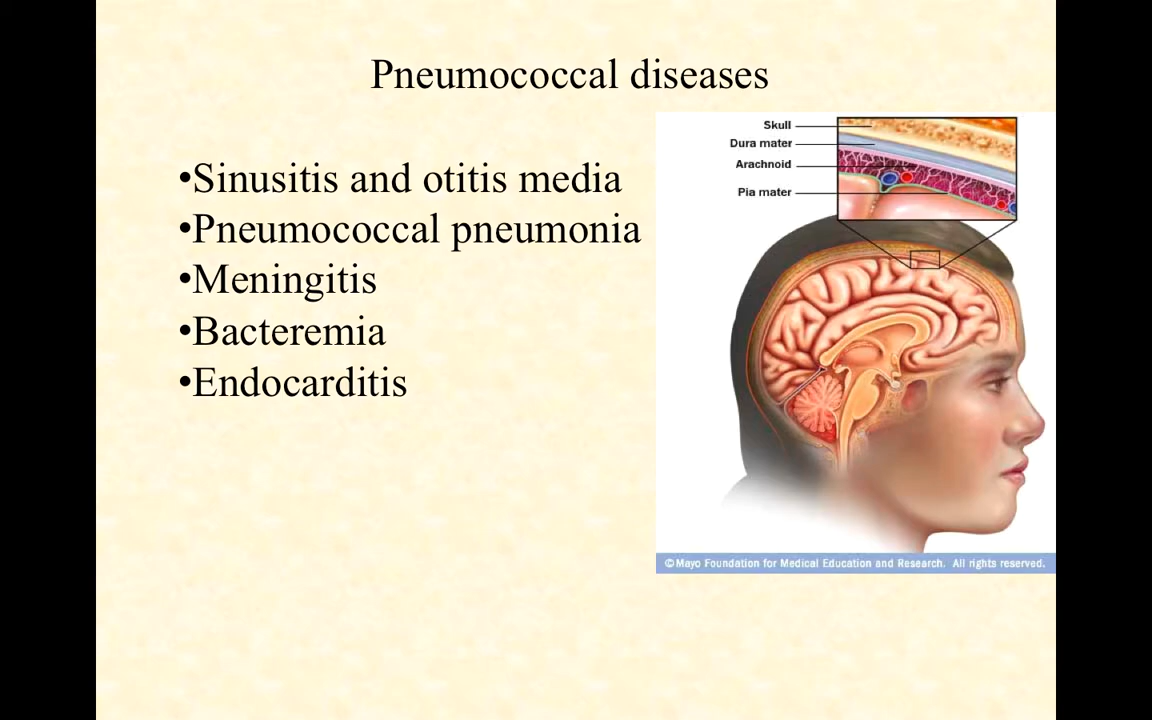 Pneumococcal diseases
•Sinusitis and otitis media
•Pneumococcal pneumonia
•Meningitis
•Bacteremia
•Endocarditis
Skull
Dura mater
Arachnoid
Pia mater
©Mayo Foundation for Medical Education and Research. All rights reserved.